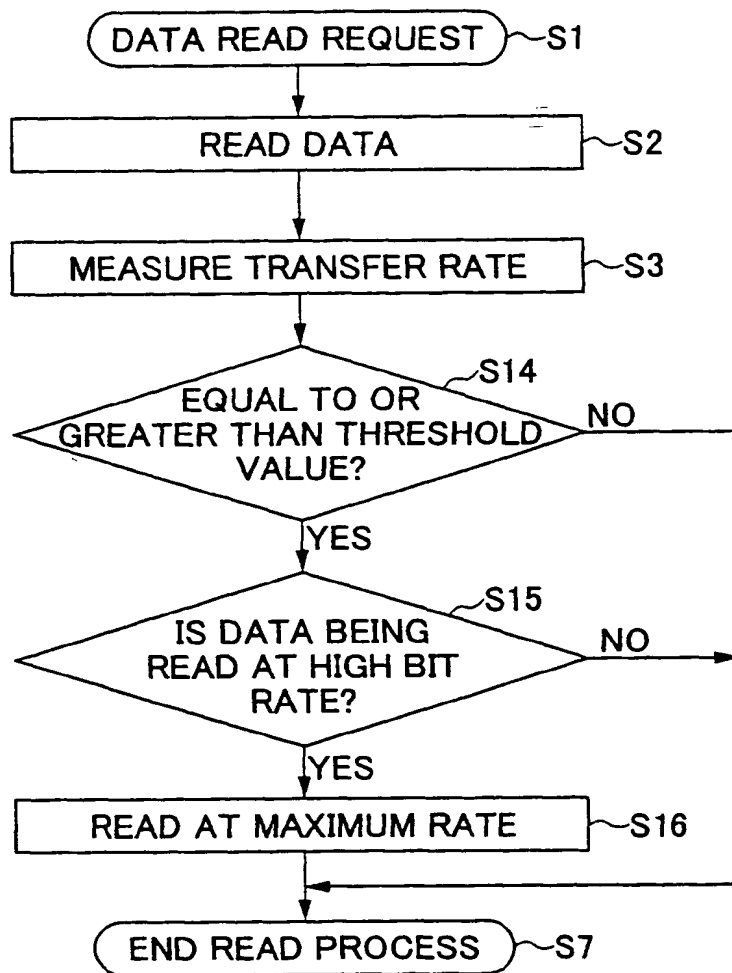 DATA READ REQUEST
S1
READ DATA
S2
MEASURE TRANSFER RATE
S3
S14
EQUAL TO OR
GREATER THAN THRESHOLD
VALUE?
NO
YES
S15
IS DATA BEING
READ AT HIGH BIT
RATE?
NO
YES
READ AT MAXIMUM RATE
S16
END READ PROCESS
S7